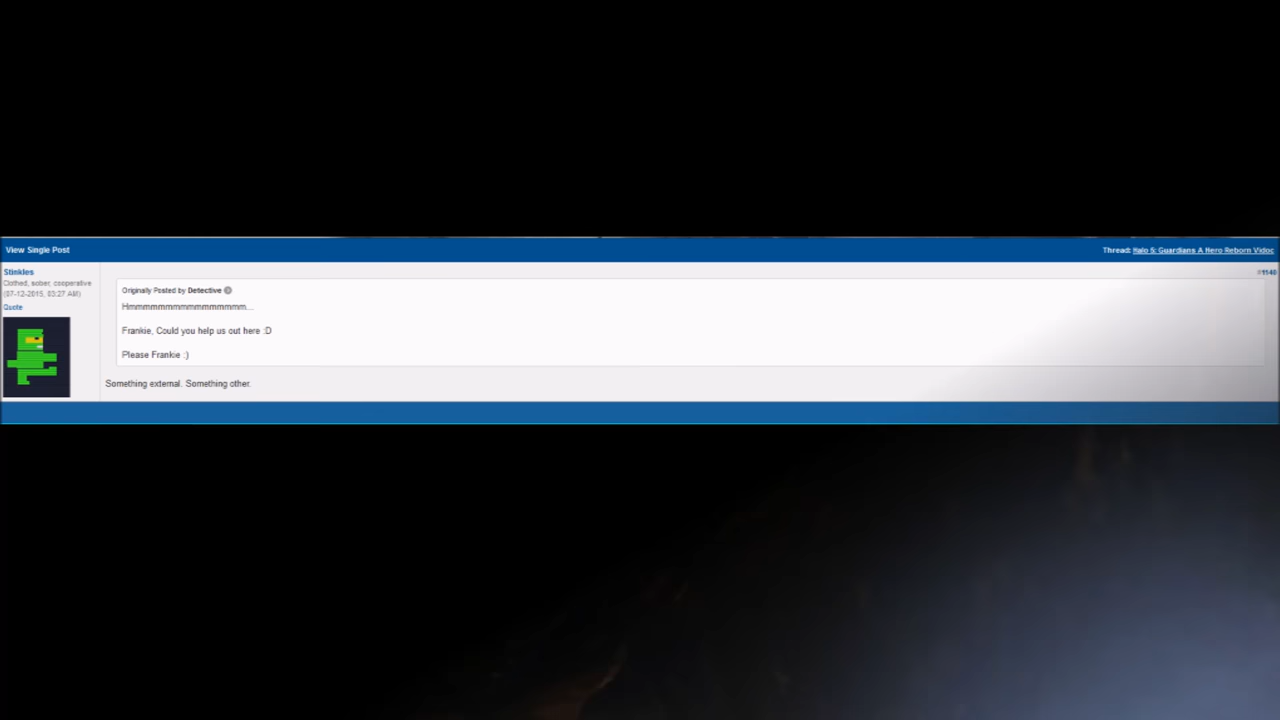 View Single Post
Thread: Halo 5: Guardians A Hero Reborn Vidoc
Stinkles
#1140
Clothed, sober, cooperative
(07-12-2015, 03:27 AM)
Quote
Originally Posted by Detective
Hmmmmmmmmmmmmmmmmm...
Frankie, Could you help us out here :D
Please Frankie :)
Something external. Something other.